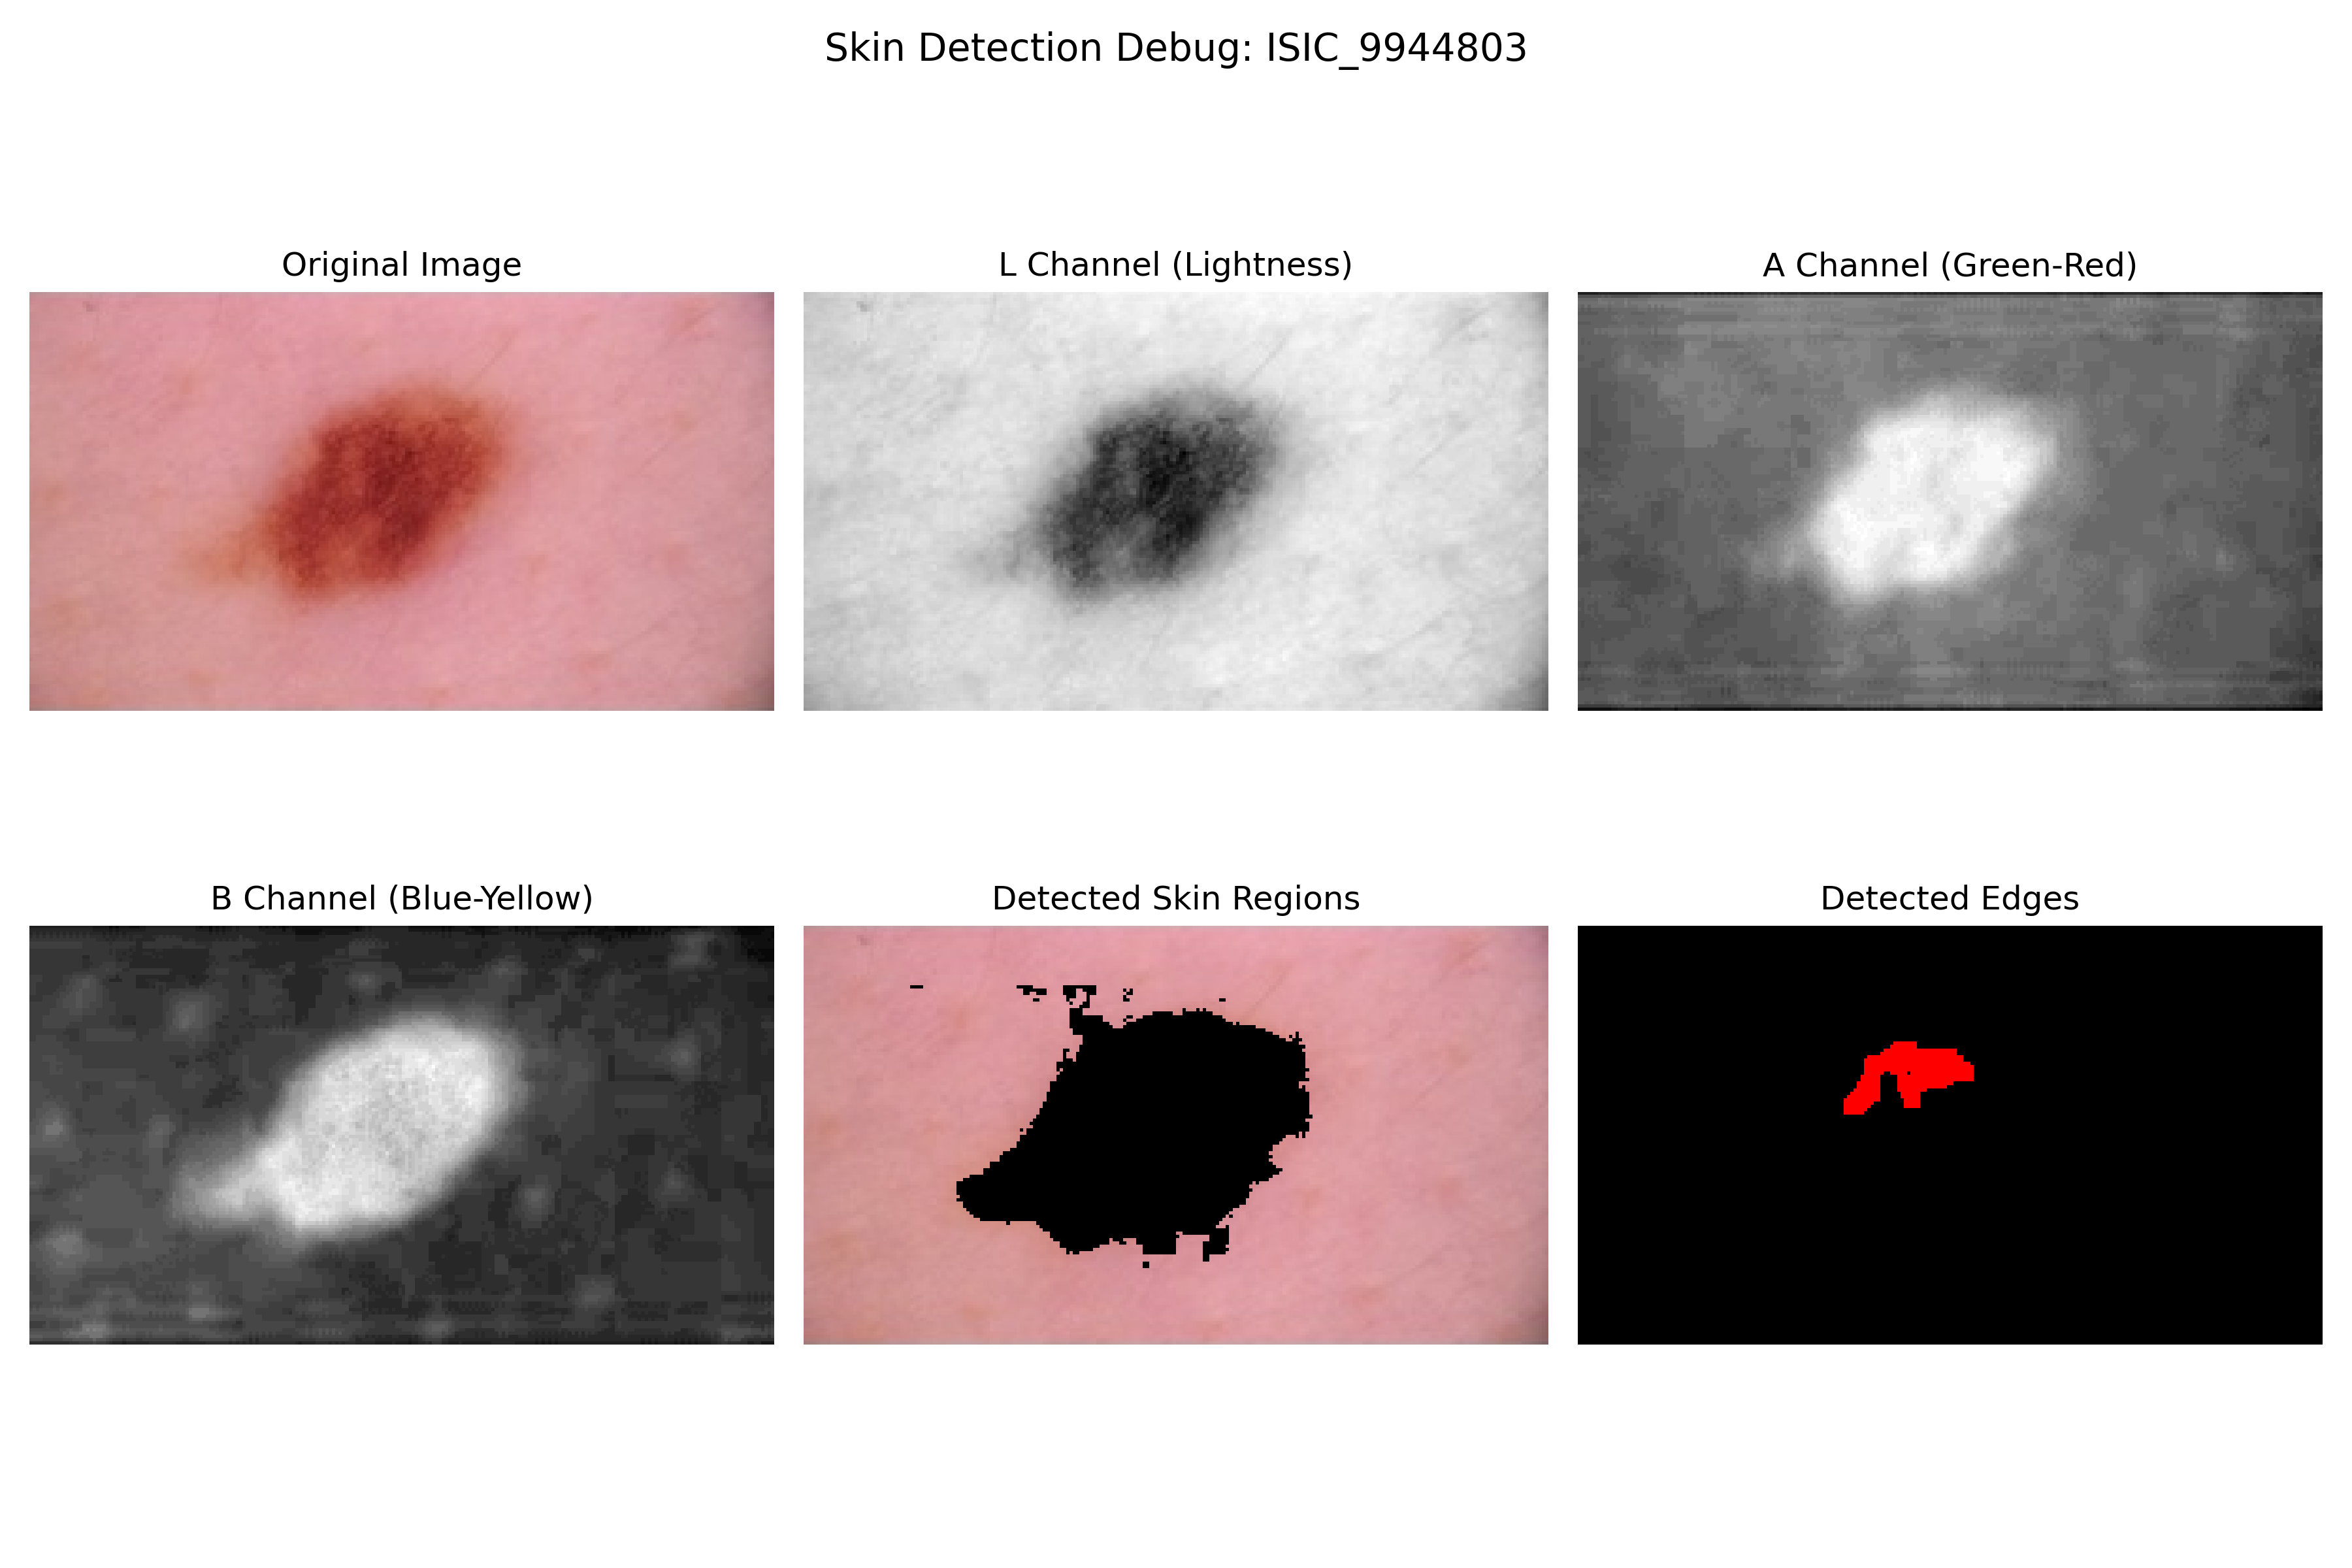 Skin Detection Debug: ISIC_9944803
Original Image
L Channel (Lightness)
A Channel (Green-Red)
B Channel (Blue-Yellow)
Detected Skin Regions
Detected Edges